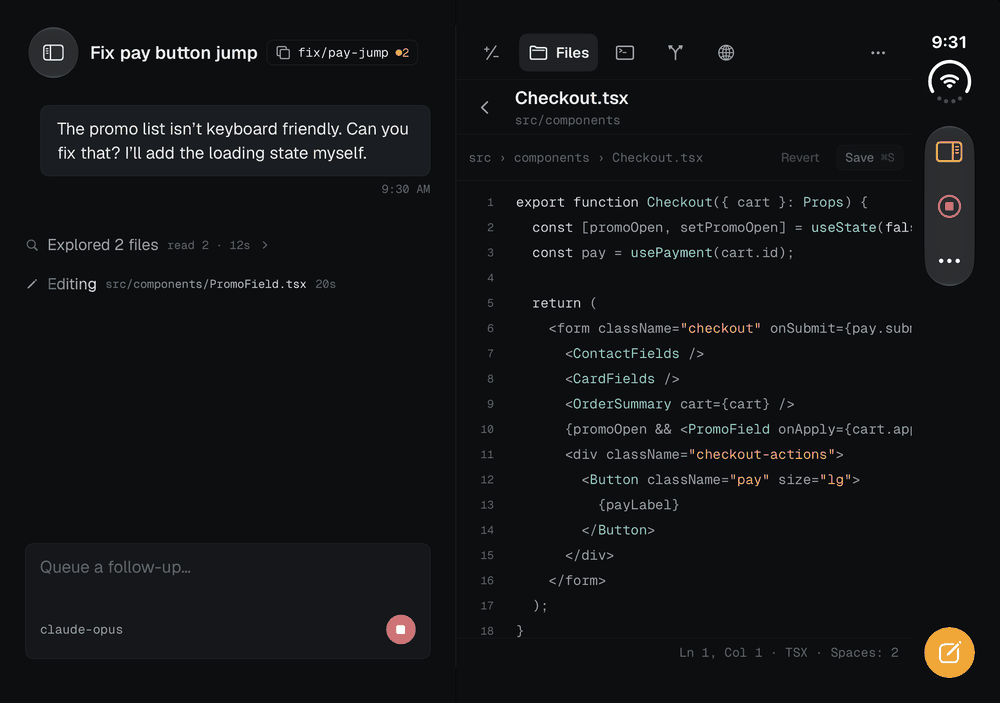 Fix pay button jump
fix/pay-jump
2
The promo list isn’t keyboard friendly. Can you
fix that? I’ll add the loading state myself.
9:30 AM
Explored 2 files read 2 · 12s
Editing src/components/PromoField.tsx 20s
Queue a follow-up…
claude-opus
Files
Checkout.tsx
src/components
src › components › Checkout.tsx
Revert
Save ⌘S
1 export function Checkout({ cart }: Props) {
2 const [promoOpen, setPromoOpen] = useState(
3 const pay = usePayment(cart.id);
4
5 return (
6 <form className="checkout" onSubmit={pay.
7 <ContactFields />
8 <CardFields />
9 <OrderSummary cart={cart} />
10 {promoOpen && <PromoField onApply={cart.
11 <div className="checkout-actions">
12 <Button className="pay" size="lg">
13 {payLabel}
14 </Button>
15 </div>
16 </form>
17 );
18 }
Ln 1, Col 1 · TSX · Spaces: 2
9:31